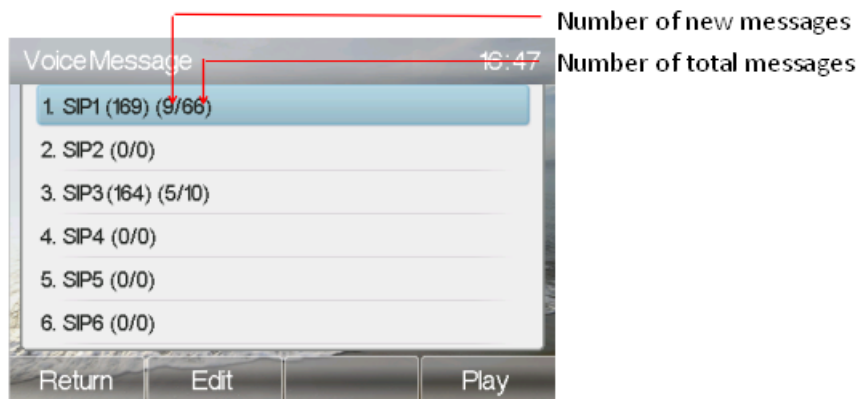 Number of new messages
VoiceMessage 16:47 Number of total messages
1. SIP1 (169) (9/66)
2. SIP2 (0/0)
3. SIP3 (164) (5/10)
4. SIP4 (0/0)
5. SIP5 (0/0)
6. SIP6 (0/0)
Return Edit Play